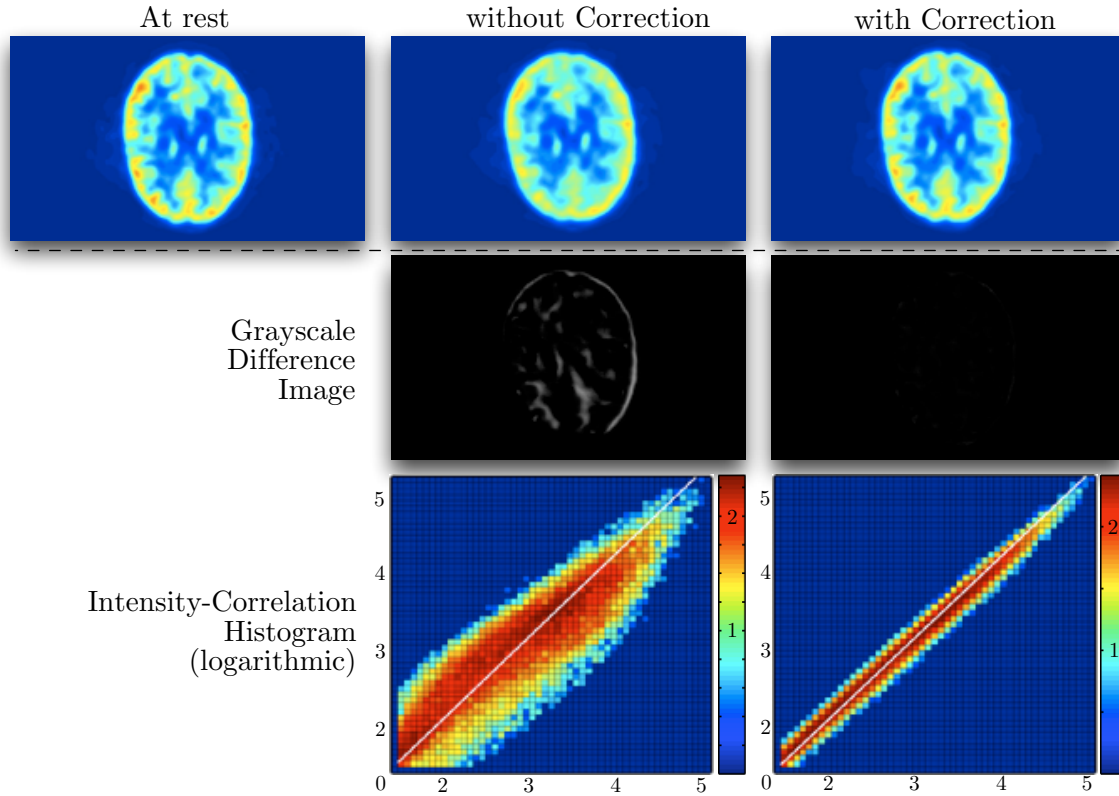 At rest
without Correction
with Correction
Grayscale
Difference
Image
Intensity-Correlation
Histogram
(logarithmic)
5
4
3
2
0
2
3
4
5
2
1
5
4
3
2
0
2
3
4
5
2
1